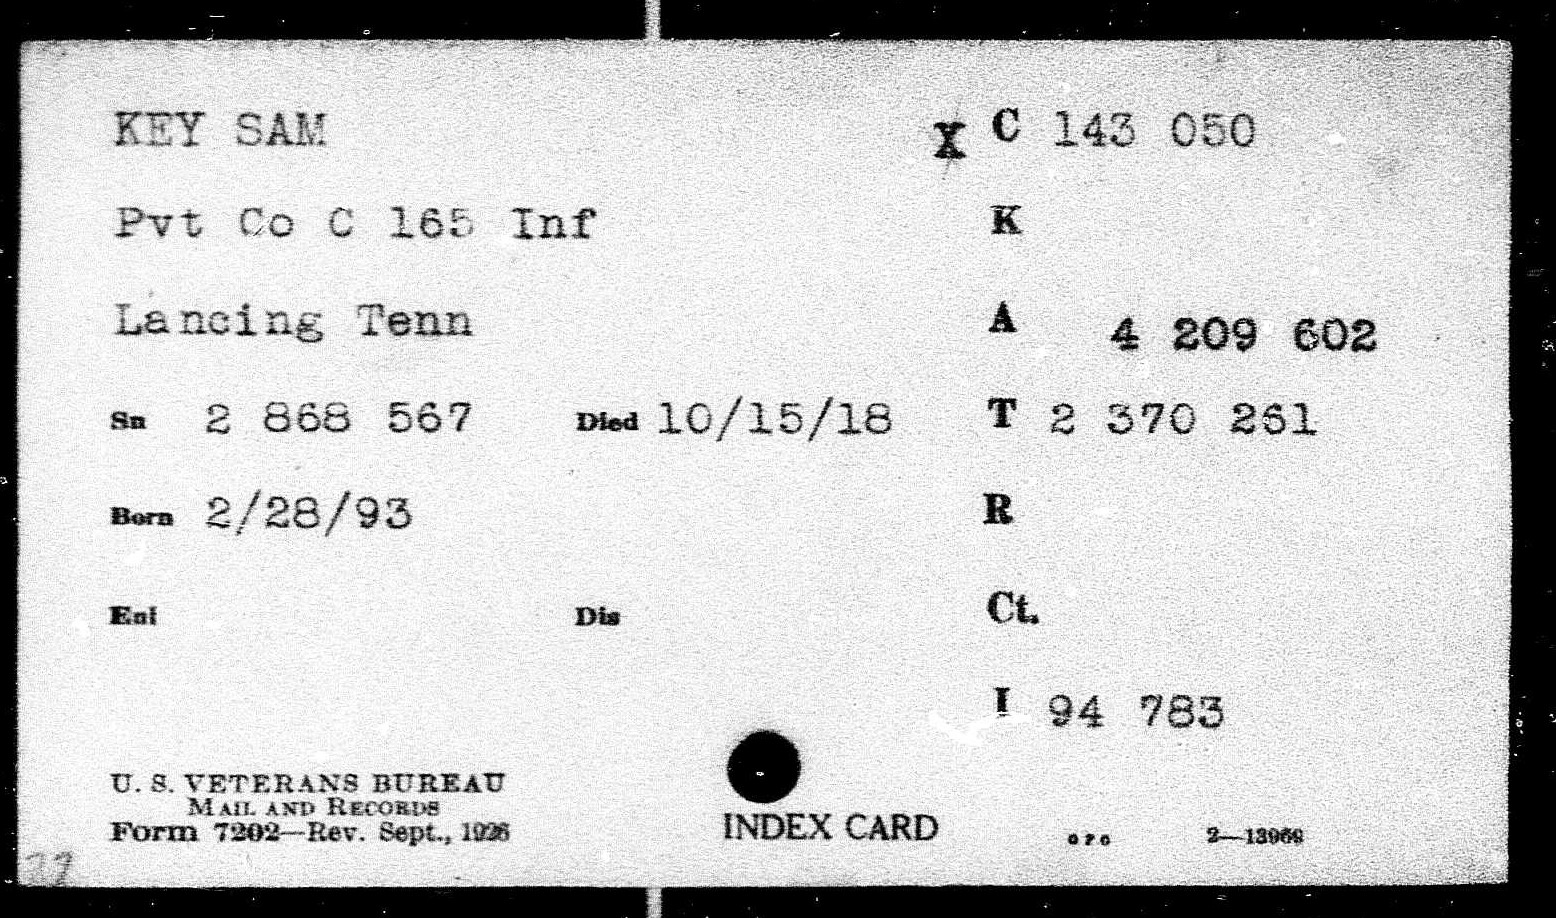 KEY SAM X C 143 050
Pvt Co C 165 Inf K
Lancing Tenn A 4 209 602
Sn 2 868 567 Died 10/15/18 T 2 370 261
Born 2/28/93 R
Enl Dis Ct.
I 94 783
U. S. VETERANS BUREAU
MAIL AND RECORDS
Form 7202—Rev. Sept., 1926
INDEX CARD
GPO 2—13969